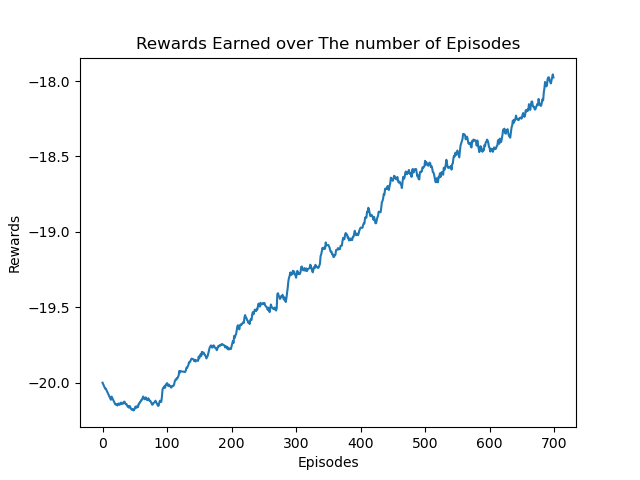 Rewards Earned over The number of Episodes
−18.0
−18.5
−19.0
−19.5
−20.0
Rewards
0 100 200 300 400 500 600 700
Episodes